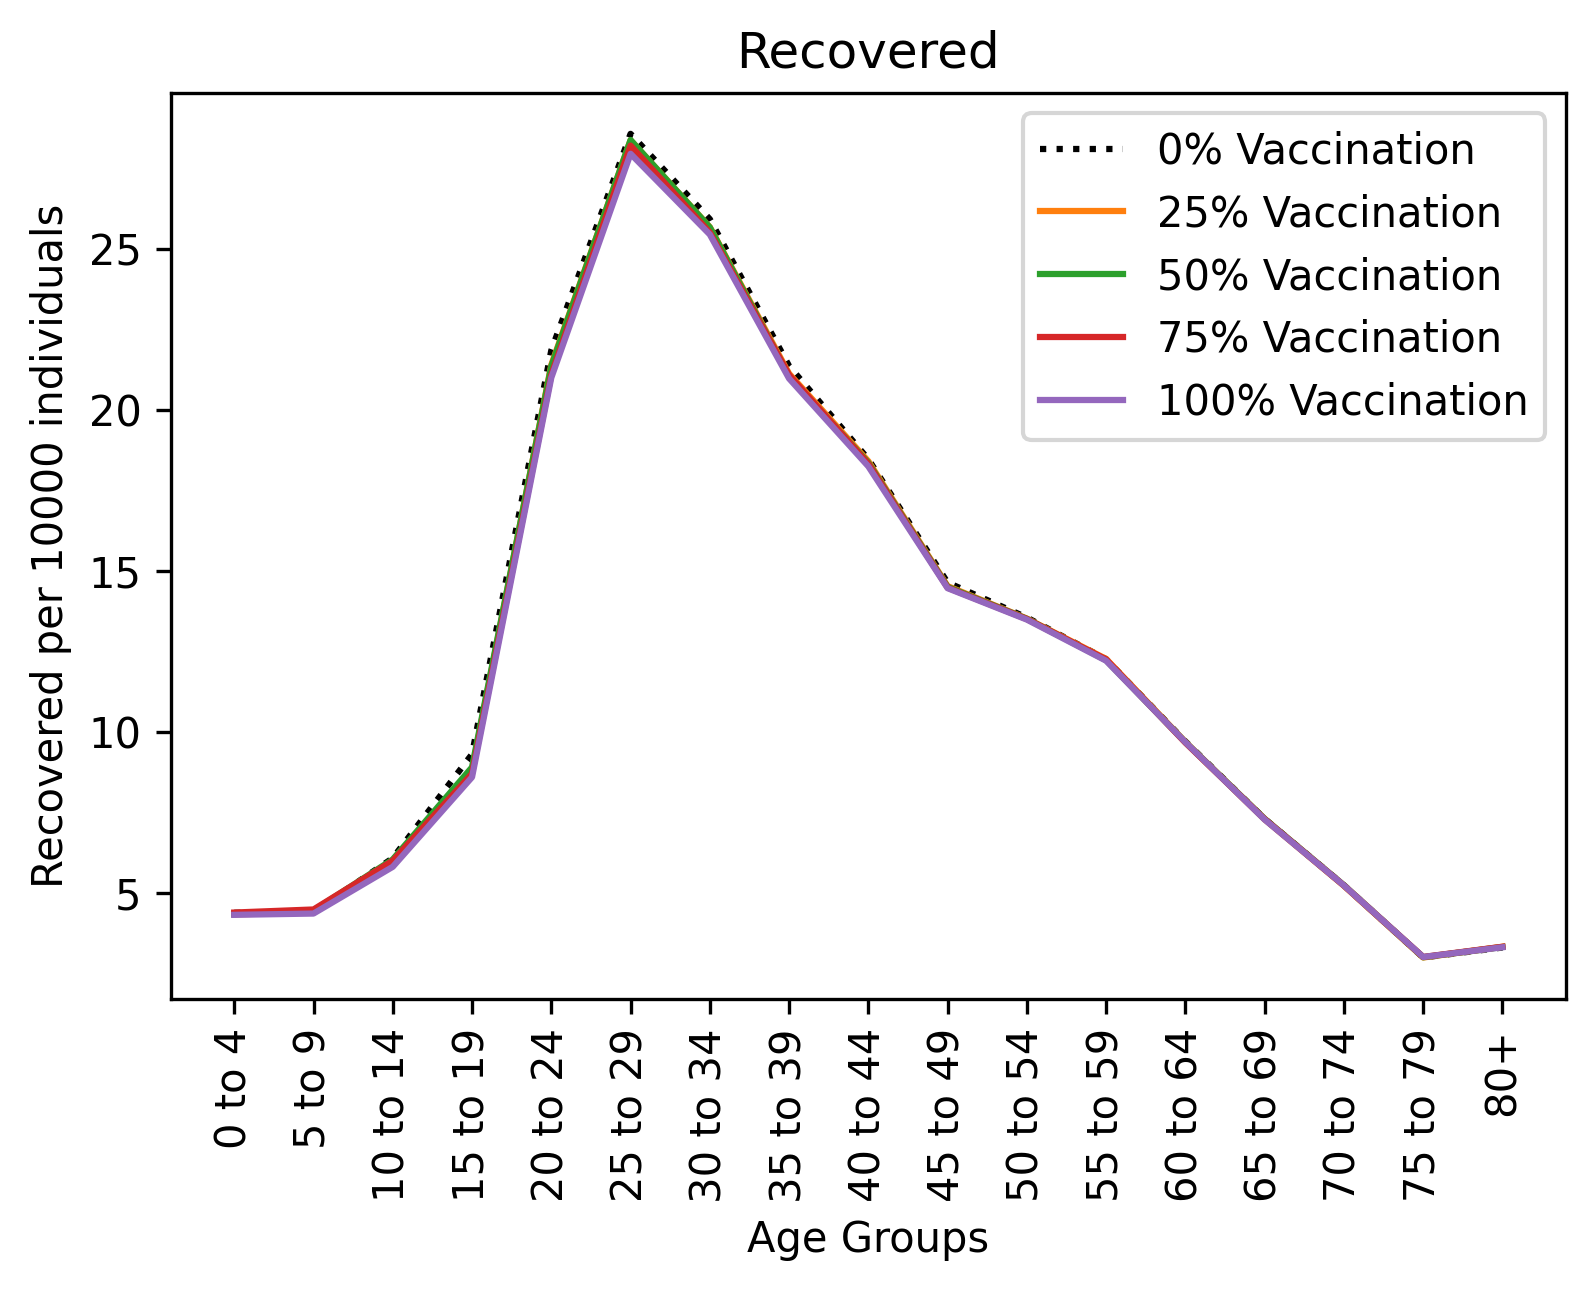 Recovered
0% Vaccination
25% Vaccination
50% Vaccination
75% Vaccination
100% Vaccination
Recovered per 10000 individuals
25
20
15
10
5
0 to 4
5 to 9
10 to 14
15 to 19
20 to 24
25 to 29
30 to 34
35 to 39
40 to 44
45 to 49
50 to 54
55 to 59
60 to 64
65 to 69
70 to 74
75 to 79
80+
Age Groups